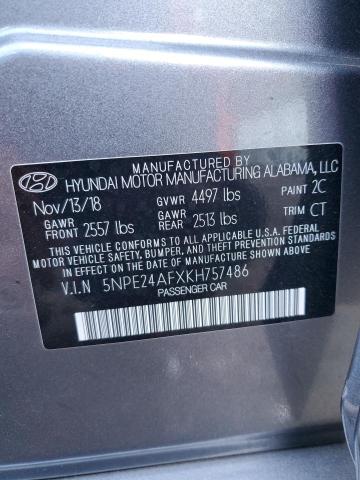 MANUFACTURED BY
HYUNDAI MOTOR MANUFACTURING ALABAMA, LLC
Nov/13/18 GVWR 4497 lbs PAINT 2C
GAWR FRONT 2557 lbs GAWR REAR 2513 lbs TRIM CT
THIS VEHICLE CONFORMS TO ALL APPLICABLE U.S.A FEDERAL
MOTOR VEHICLE SAFETY, BUMPER, AND THEFT PREVENTION
STANDARDS IN EFFECT ON THE DATE OF MANUFACTURE SHOWN ABOVE.
V.I.N 5NPE24AFXKH757486
PASSENGER CAR